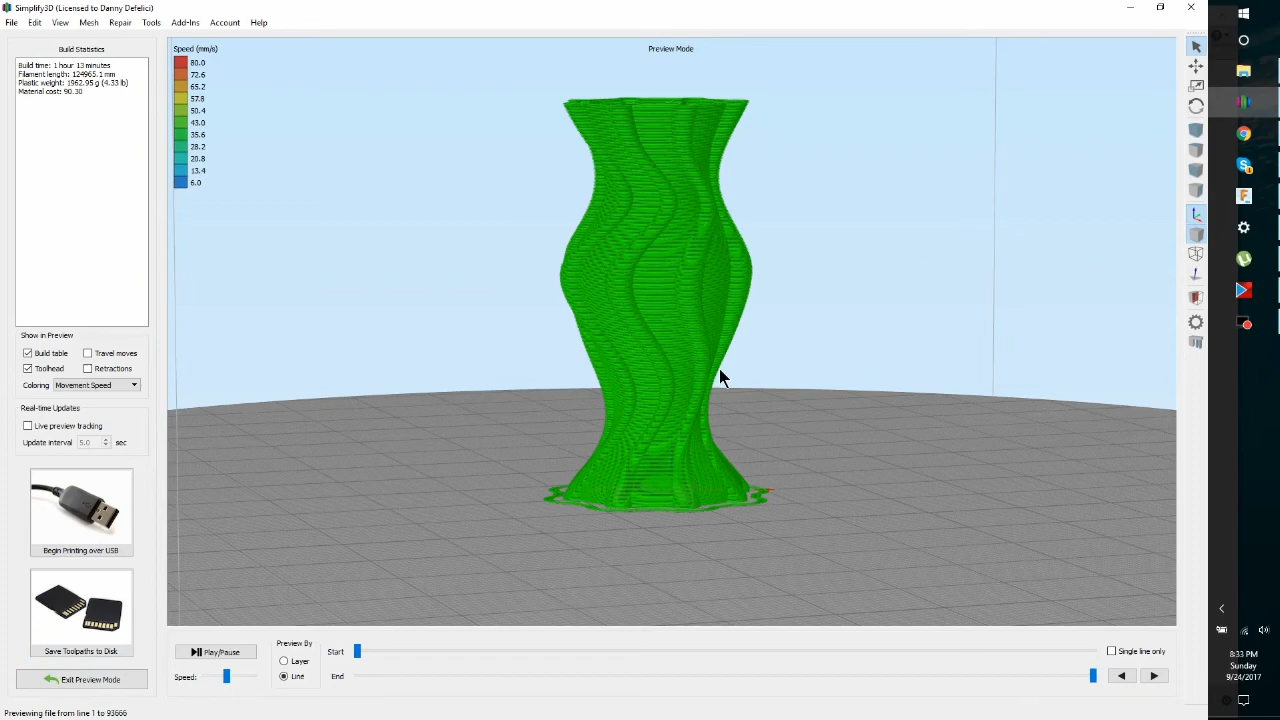 Simplify3D (Licensed to Danny Defelici)
File Edit View Mesh Repair Tools Add-Ins Account Help
Build Statistics
Build time: 1 hour 13 minutes
Filament length: 124965.1 mm
Plastic weight: 1962.95 g (4.33 lb)
Material cost: 90.30
Speed (mm/s)
80.0
72.6
65.2
57.8
50.4
43.0
35.6
28.2
20.8
13.4
6.0
Preview Mode
Show in Preview
Build table Travel moves
Toolhead Retractions
Coloring Movement Speed
Real-time Updates
Live preview tracking
Update interval 5.0 sec
Begin Printing over USB
Save Toolpaths to Disk
Exit Preview Mode
Play/Pause
Speed:
Preview By
Layer
Line
Start
End
Single line only
Previewing file from line 1 to 93666
8:33 PM
Sunday
9/24/2017